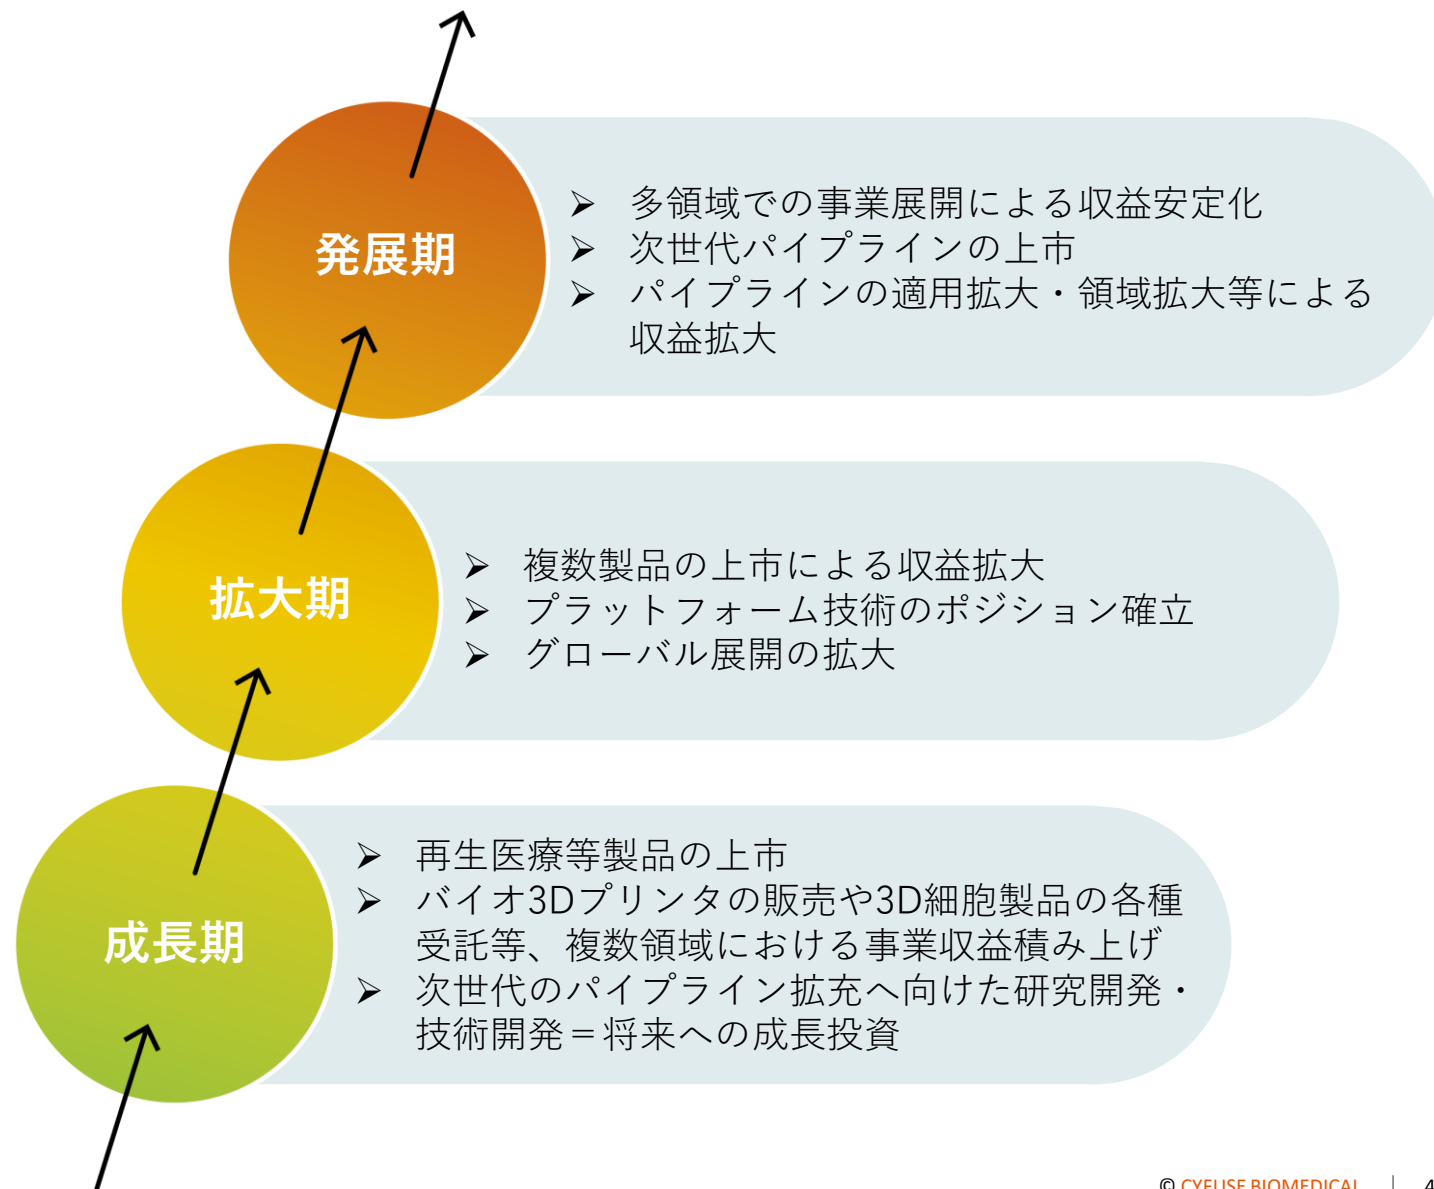 発展期
➢ 多領域での事業展開による収益安定化
➢ 次世代パイプラインの上市
➢ パイプラインの適用拡大・領域拡大等による
収益拡大
拡大期
➢ 複数製品の上市による収益拡大
➢ プラットフォーム技術のポジション確立
➢ グローバル展開の拡大
成長期
➢ 再生医療等製品の上市
➢ バイオ3Dプリンタの販売や3D細胞製品の各種
受託等、複数領域における事業収益積み上げ
➢ 次世代のパイプライン拡充へ向けた研究開発・
技術開発＝将来への成長投資
© CYFUSE BIOMEDICAL | 4